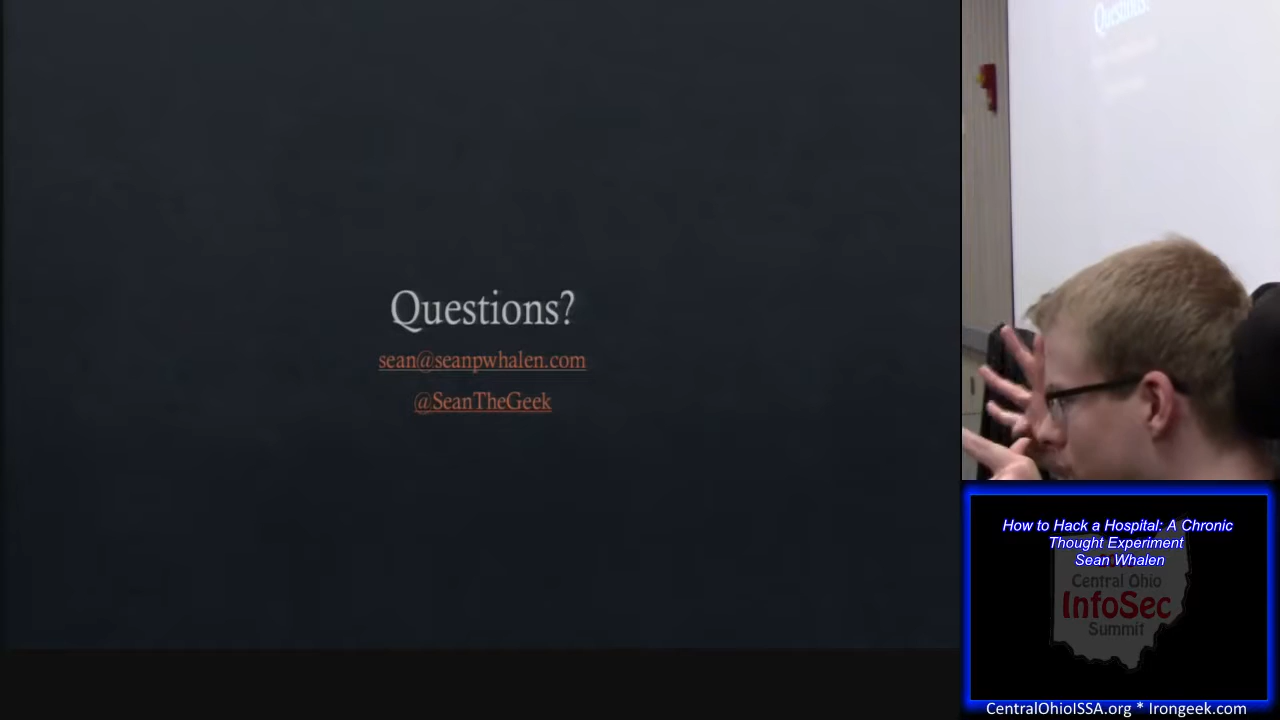 Questions?
sean@seanpwhalen.com
@SeanTheGeek
Questions?
How to Hack a Hospital: A Chronic
Thought Experiment
Sean Whalen
Central Ohio
InfoSec
Summit
CentralOhioISSA.org * Irongeek.com